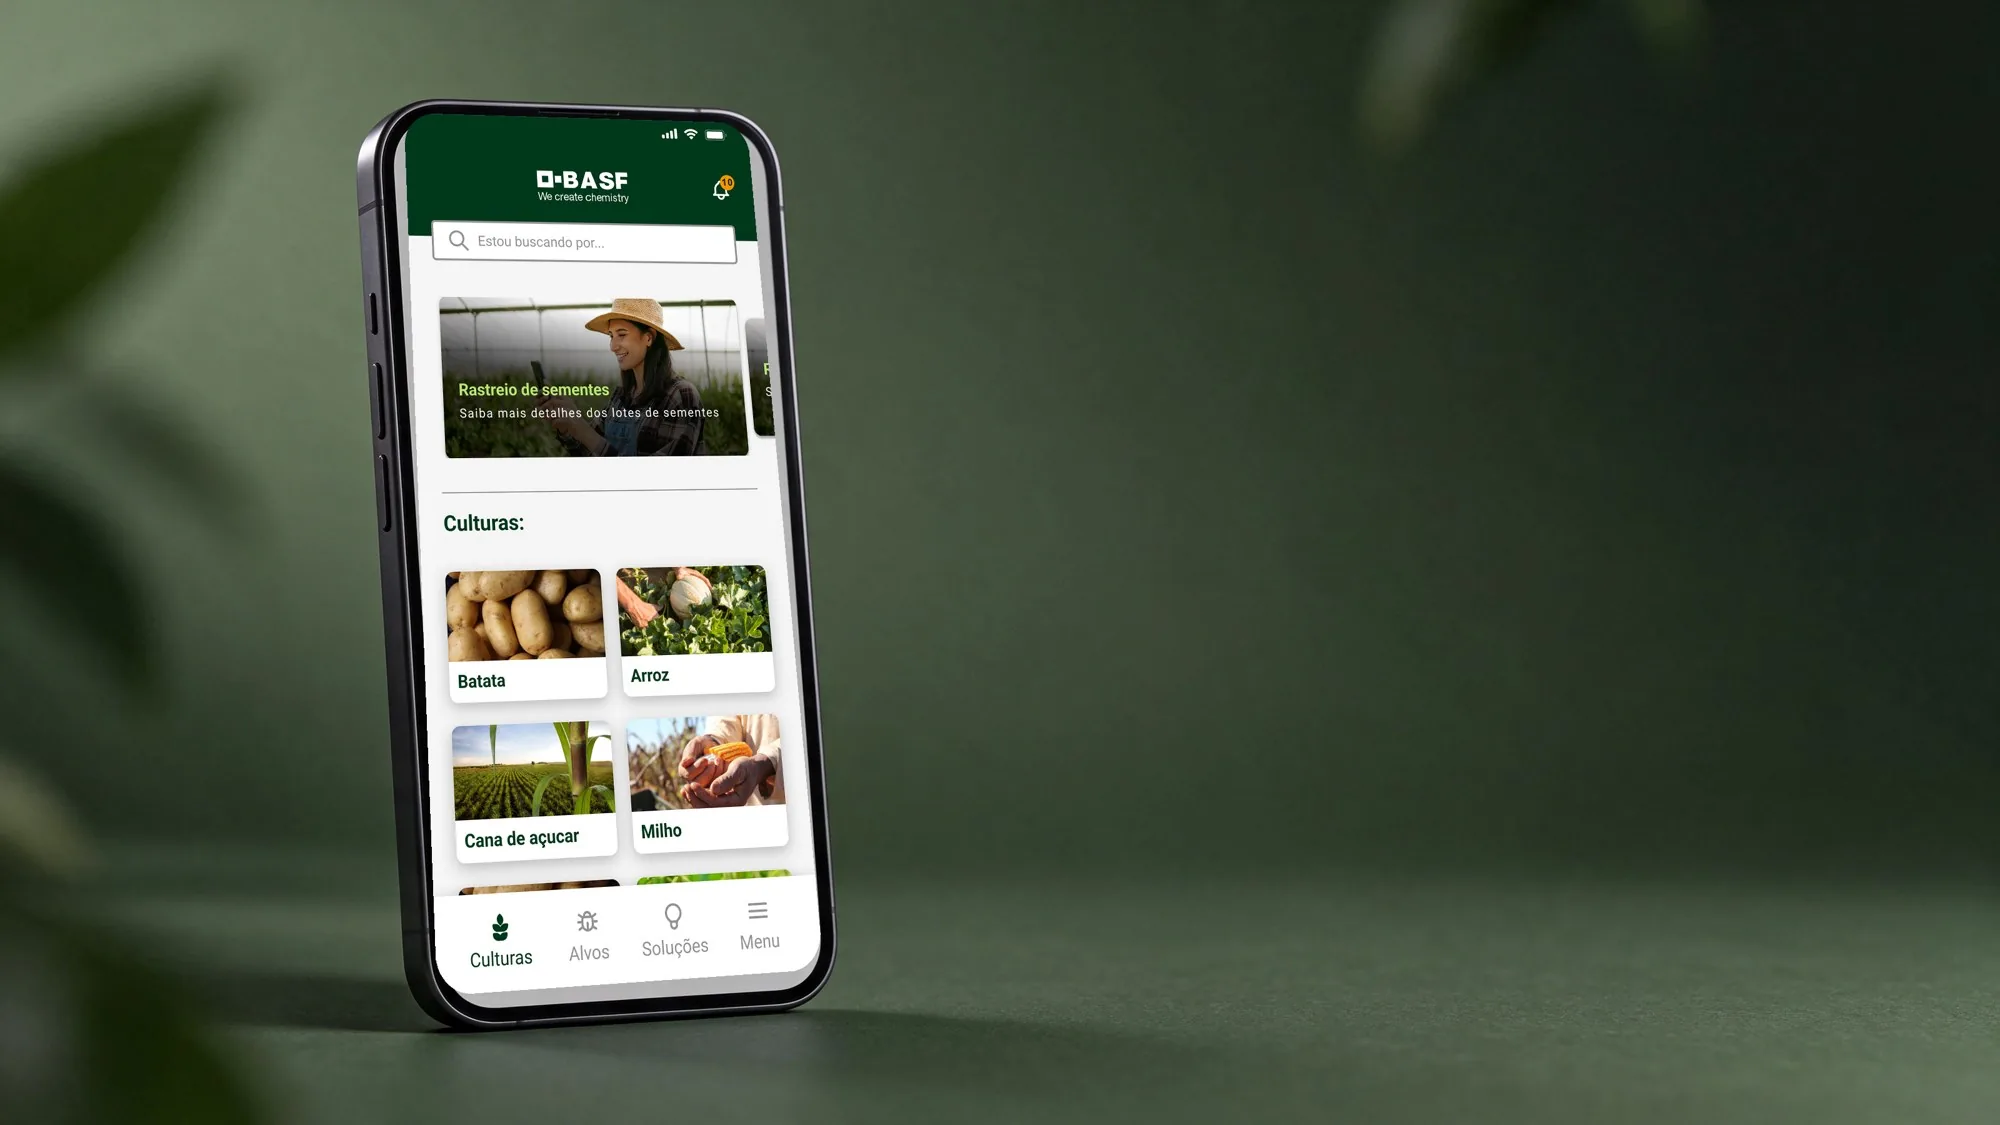 BASF
We create chemistry
10
Estou buscando por...
Rastreio de sementes
Saiba mais detalhes dos lotes de sementes
Culturas:
Batata
Arroz
Cana de açucar
Milho
Culturas
Alvos
Soluções
Menu